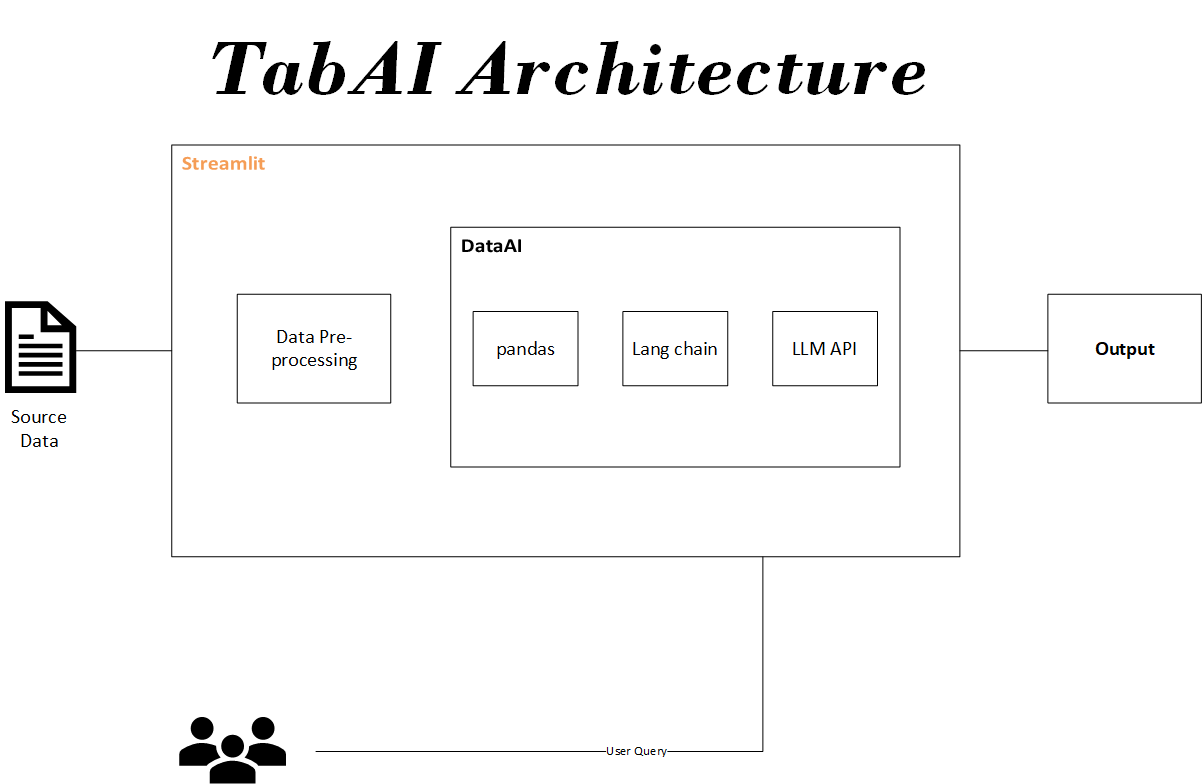 TabAI Architecture
Streamlit
DataAI
Data Pre-
processing
pandas
Lang chain
LLM API
Output
Source
Data
User Query